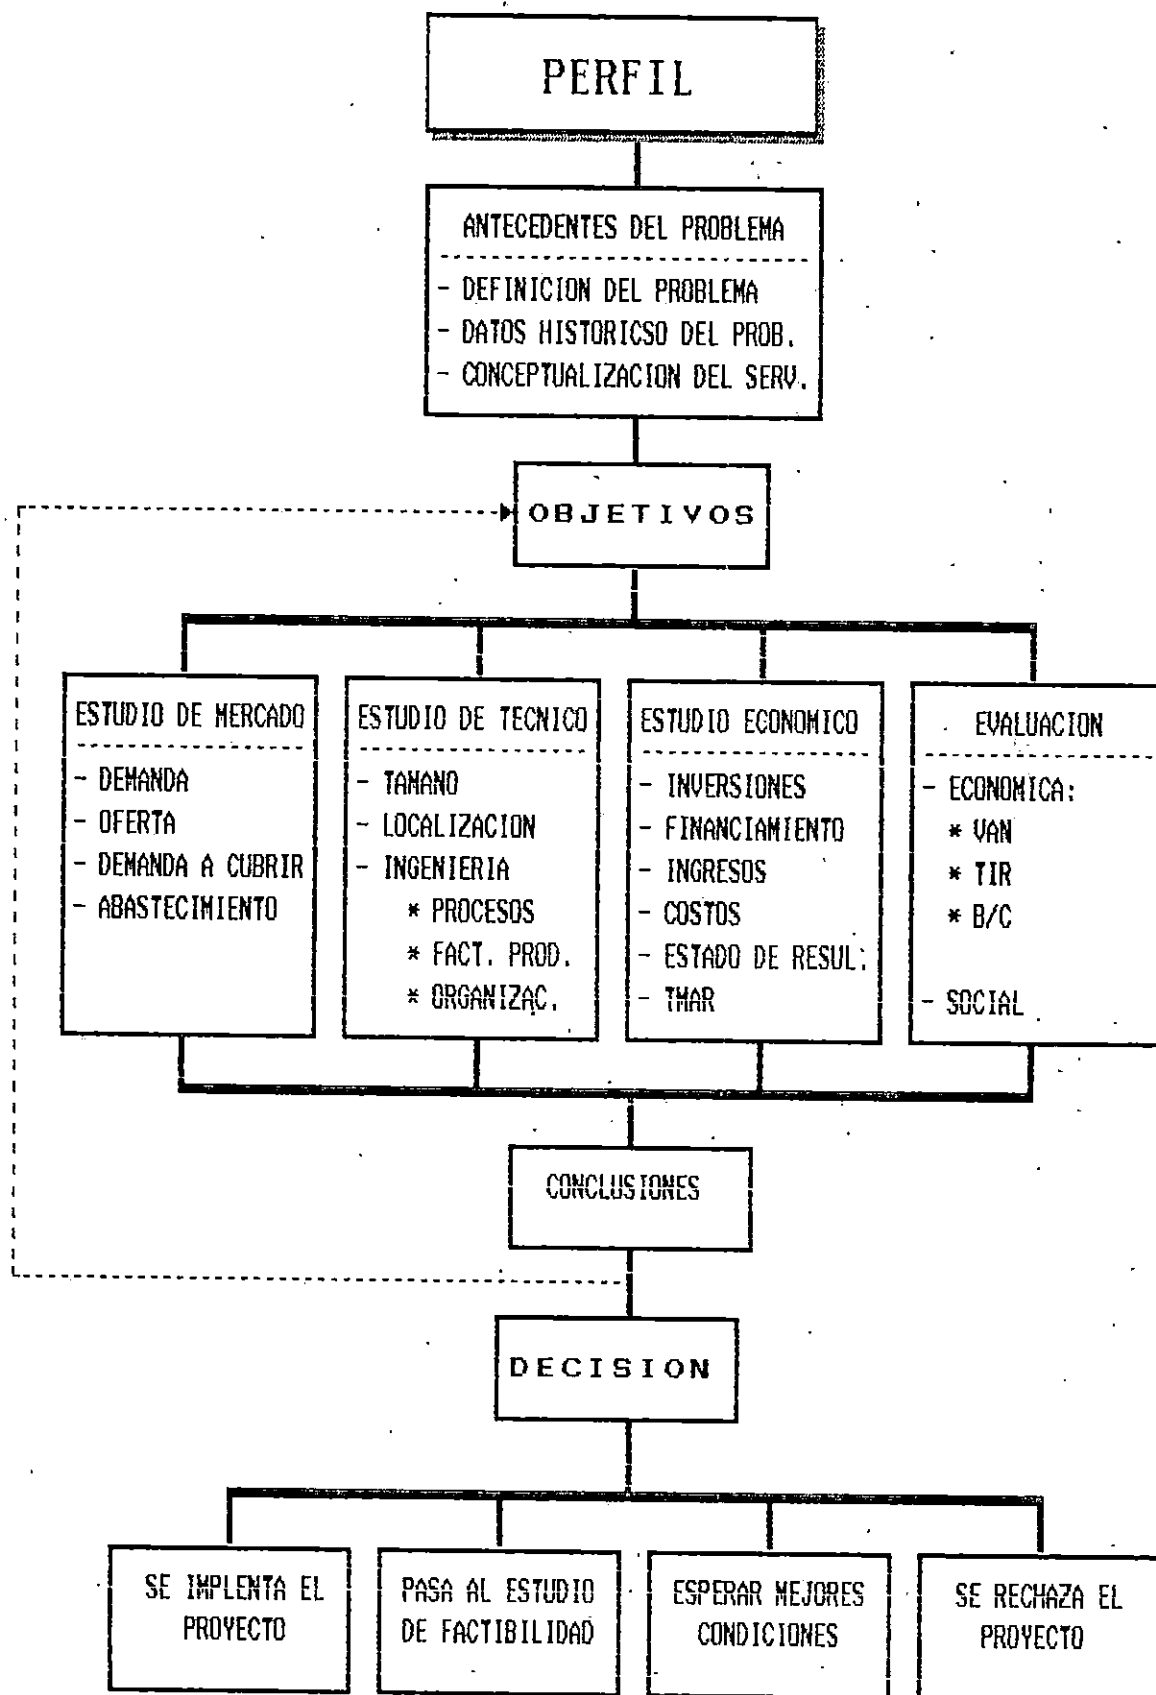 PERFIL
ANTECEDENTES DEL PROBLEMA
- DEFINICION DEL PROBLEMA
- DATOS HISTORICSO DEL PROB.
- CONCEPTUALIZACION DEL SERV.
OBJETIVOS
ESTUDIO DE MERCADO
- DEMANDA
- OFERTA
- DEMANDA A CUBRIR
- ABASTECIMIENTO
ESTUDIO DE TECNICO
- TAMANO
- LOCALIZACION
- INGENIERIA
* PROCESOS
* FACT. PROD.
* ORGANIZAC.
ESTUDIO ECONOMICO
- INVERSIONES
- FINANCIAMIENTO
- INGRESOS
- COSTOS
- ESTADO DE RESUL.
- TMAR
EVALUACION
- ECONOMICA:
* VAN
* TIR
* B/C
- SOCIAL
CONCLUSIONES
DECISION
SE IMPLENTA EL
PROYECTO
PASA AL ESTUDIO
DE FACTIBILIDAD
ESPERAR MEJORES
CONDICIONES
SE RECHAZA EL
PROYECTO